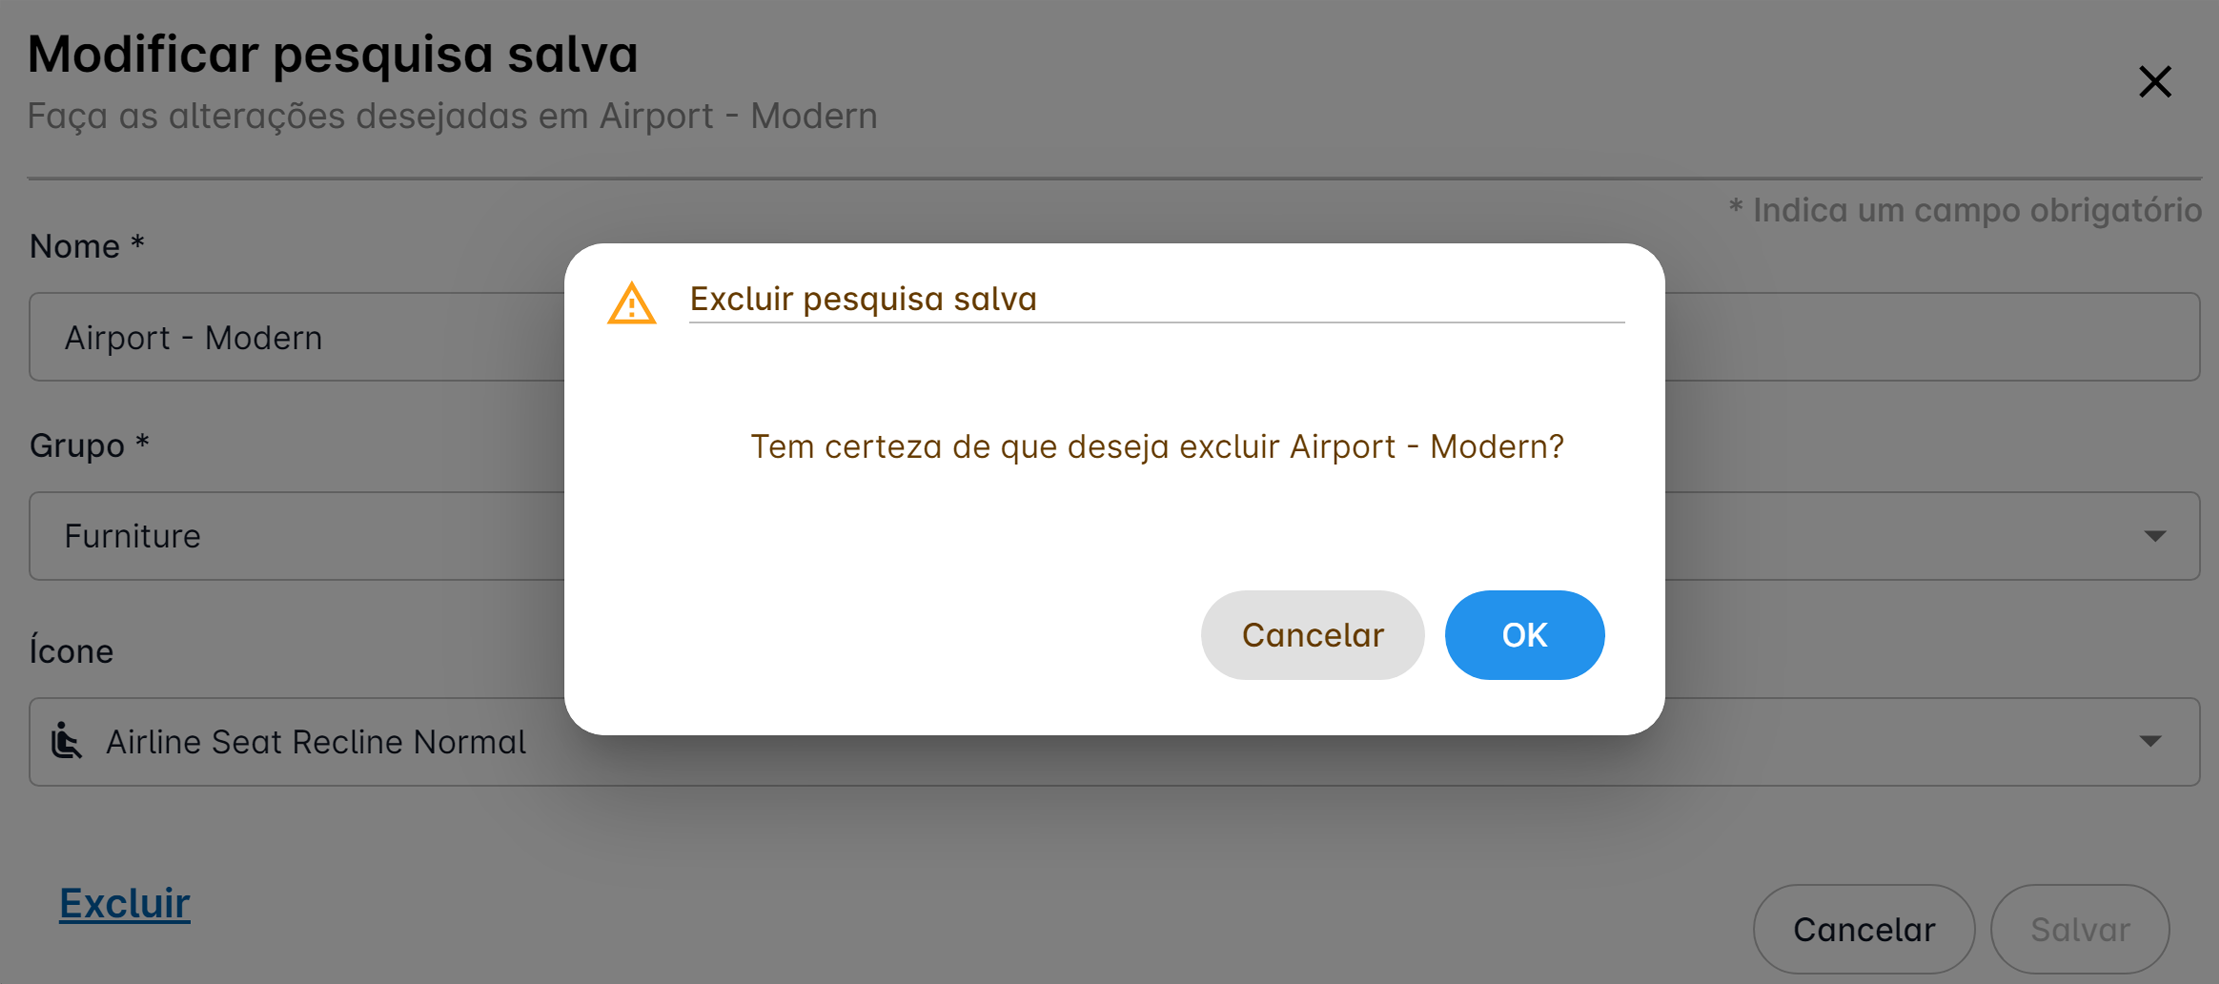 Modificar pesquisa salva
Faça as alterações desejadas em Airport - Modern
* Indica um campo obrigatório
Nome *
Airport - Modern
Grupo *
Furniture
Ícone
Airline Seat Recline Normal
Excluir pesquisa salva
Tem certeza de que deseja excluir Airport - Modern?
Cancelar
OK
Excluir
Cancelar
Salvar